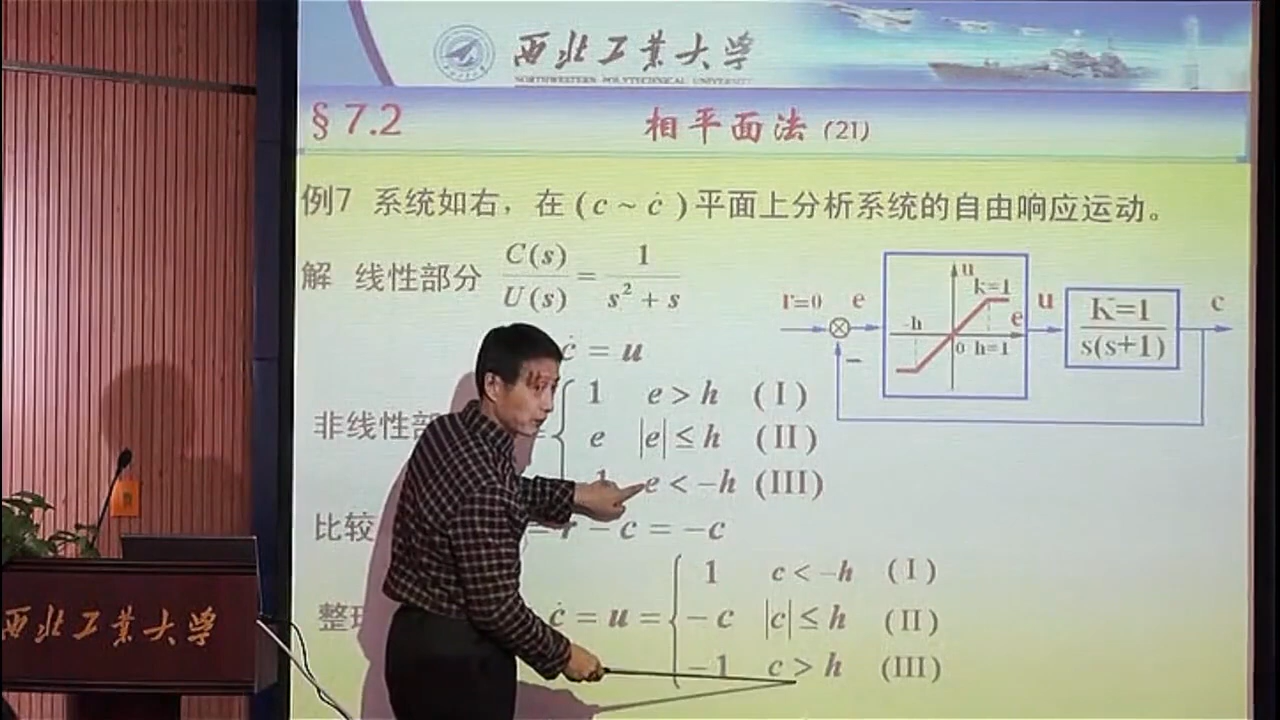 西北工业大学
NORTHWESTERN POLYTECHNICAL UNIVERSITY
§ 7.2 相平面法 (21)
例7 系统如右，在 (c ~ ċ) 平面上分析系统的自由响应运动。
解 线性部分 C(s)/U(s) = 1/(s² + s)
ċ = u
非线性部
1 e > h (I)
e |e| ≤ h (II)
e < -h (III)
比较
= r - c = -c
整
ċ = u =
1 c < -h (I)
-c |c| ≤ h (II)
-1 c > h (III)
r=0 e
u
k=1
-h
e
0 h=1
u
K=1
s(s+1)
c
−
西北工业大学